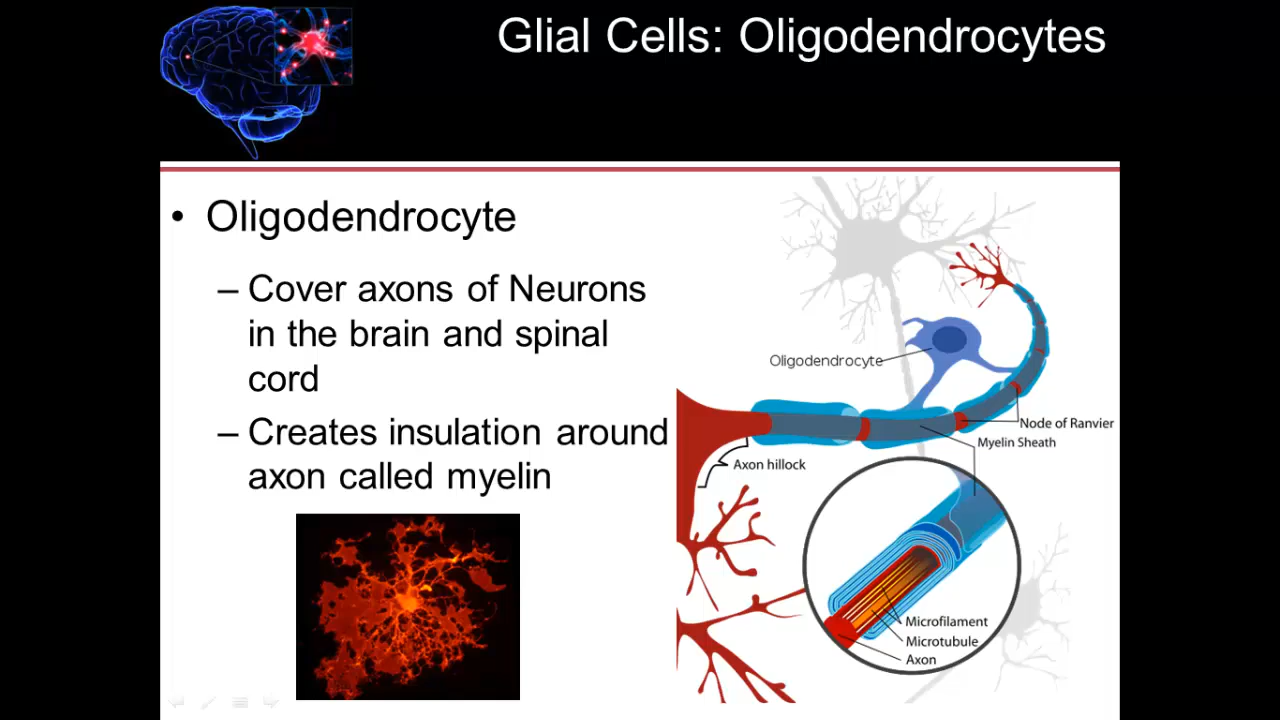 Glial Cells: Oligodendrocytes
• Oligodendrocyte
– Cover axons of Neurons
in the brain and spinal
cord
– Creates insulation around
axon called myelin
Oligodendrocyte
Node of Ranvier
Myelin Sheath
Axon hillock
Microfilament
Microtubule
Axon